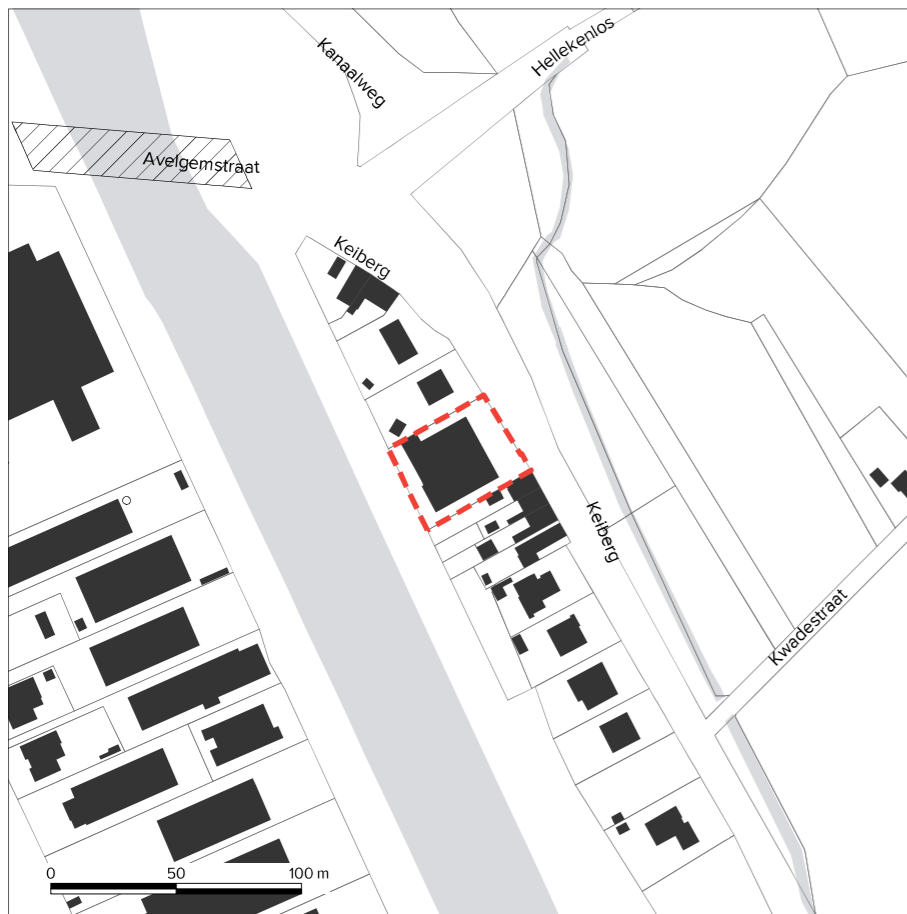 Hellekenlos
Kanaalweg
Avelgemstraat
Keiberg
Keiberg
Kwadestraat
0 50 100 m